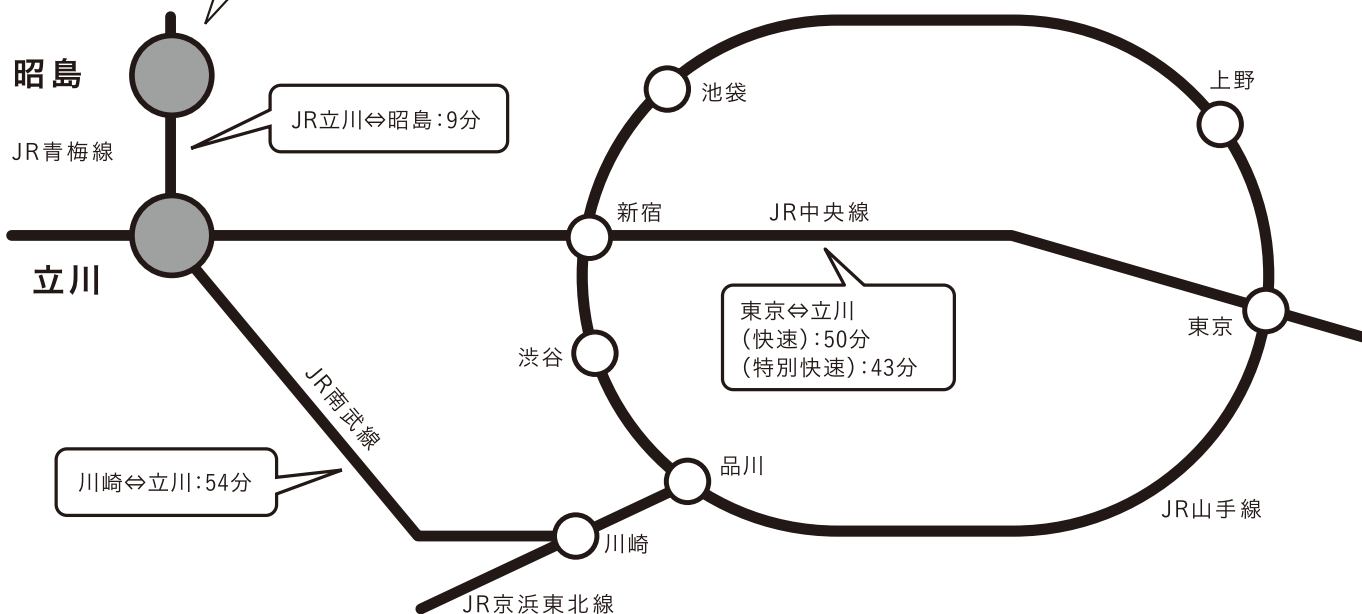 昭島
JR青梅線
JR立川⇔昭島:9分
立川
池袋
上野
新宿
JR中央線
東京⇔立川
(快速):50分
(特別快速):43分
東京
渋谷
JR南武線
川崎⇔立川:54分
品川
JR山手線
川崎
JR京浜東北線